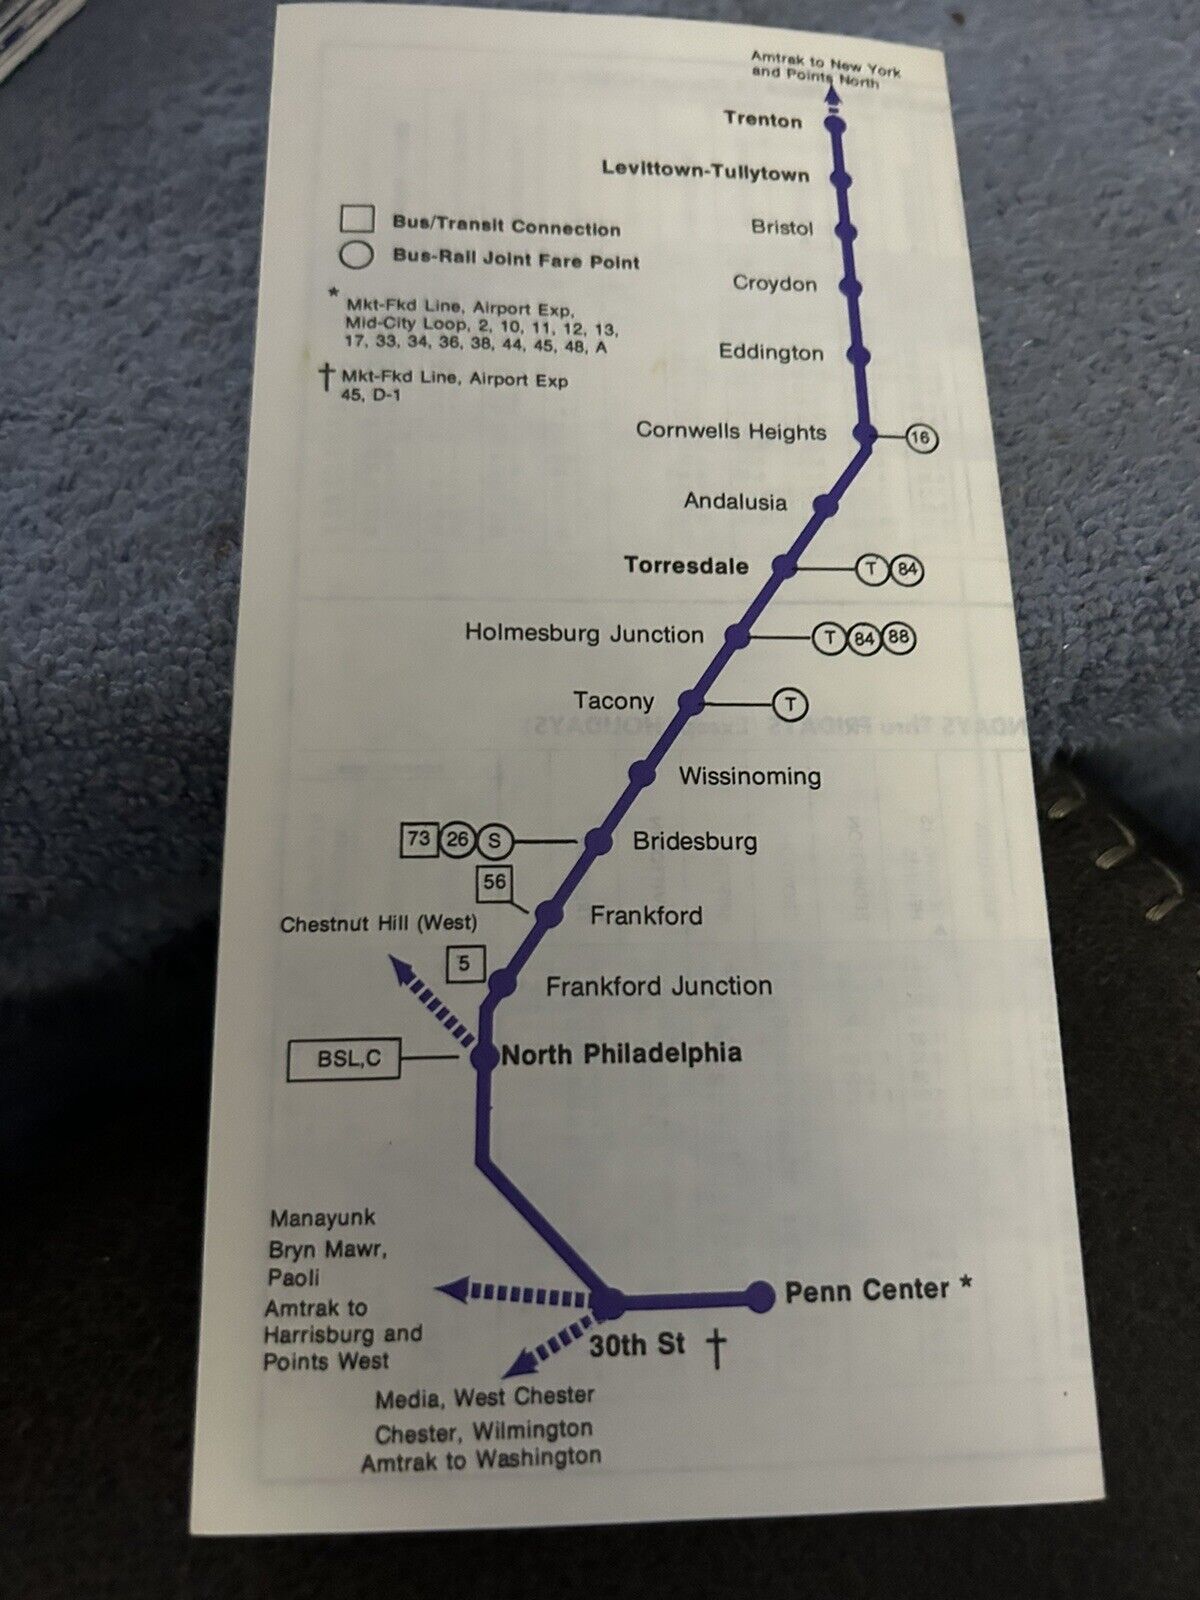 Amtrak to New York
and Points North
Trenton
Levittown-Tullytown
Bus/Transit Connection
Bristol
Bus-Rail Joint Fare Point
Croydon
* Mkt-Fkd Line, Airport Exp,
Mid-City Loop, 2, 10, 11, 12, 13,
17, 33, 34, 36, 38, 44, 45, 48, A
Eddington
† Mkt-Fkd Line, Airport Exp
45, D-1
Cornwells Heights 16
Andalusia
Torresdale T 84
Holmesburg Junction T 84 88
Tacony T
Wissinoming
73 26 S Bridesburg
56
Frankford
Chestnut Hill (West)
5
Frankford Junction
BSL,C North Philadelphia
Manayunk
Bryn Mawr,
Paoli
Amtrak to
Harrisburg and
Points West
Penn Center *
30th St †
Media, West Chester
Chester, Wilmington
Amtrak to Washington